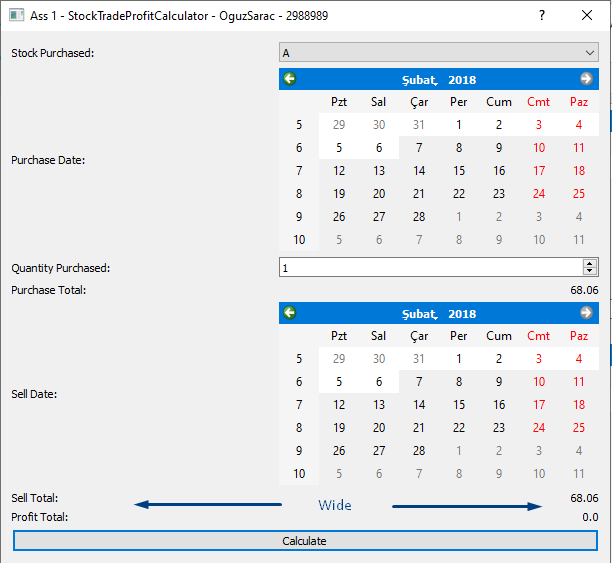 Ass 1 - StockTradeProfitCalculator - OguzSarac - 2988989 ?
Stock Purchased: A
Şubat, 2018
Pzt Sal Çar Per Cum Cmt Paz
5 29 30 31 1 2 3 4
6 5 6 7 8 9 10 11
Purchase Date:
7 12 13 14 15 16 17 18
8 19 20 21 22 23 24 25
9 26 27 28 1 2 3 4
10 5 6 7 8 9 10 11
Quantity Purchased: 1
Purchase Total: 68.06
Şubat, 2018
Pzt Sal Çar Per Cum Cmt Paz
5 29 30 31 1 2 3 4
6 5 6 7 8 9 10 11
Sell Date:
7 12 13 14 15 16 17 18
8 19 20 21 22 23 24 25
9 26 27 28 1 2 3 4
10 5 6 7 8 9 10 11
Sell Total: 68.06
Wide
Profit Total: 0.0
Calculate